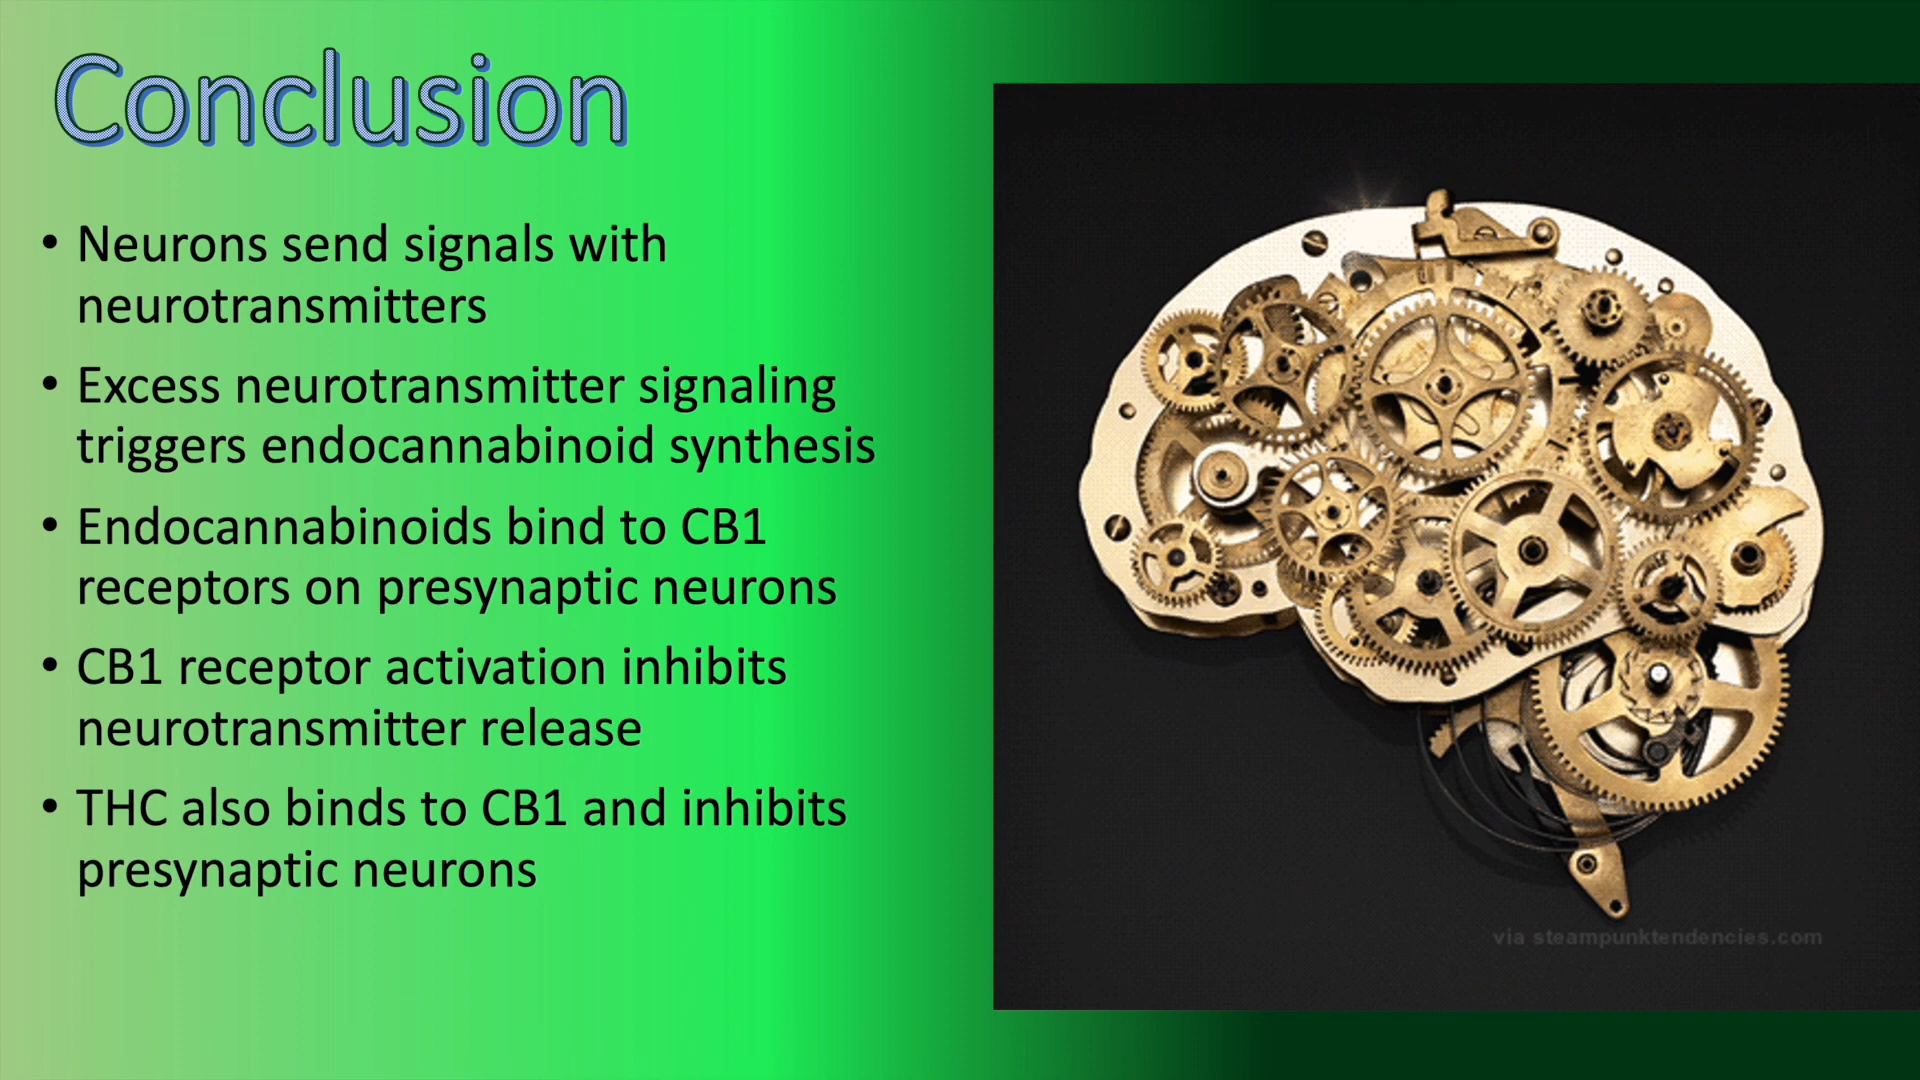 Conclusion
• Neurons send signals with
neurotransmitters
• Excess neurotransmitter signaling
triggers endocannabinoid synthesis
• Endocannabinoids bind to CB1
receptors on presynaptic neurons
• CB1 receptor activation inhibits
neurotransmitter release
• THC also binds to CB1 and inhibits
presynaptic neurons
via steampunktendencies.com